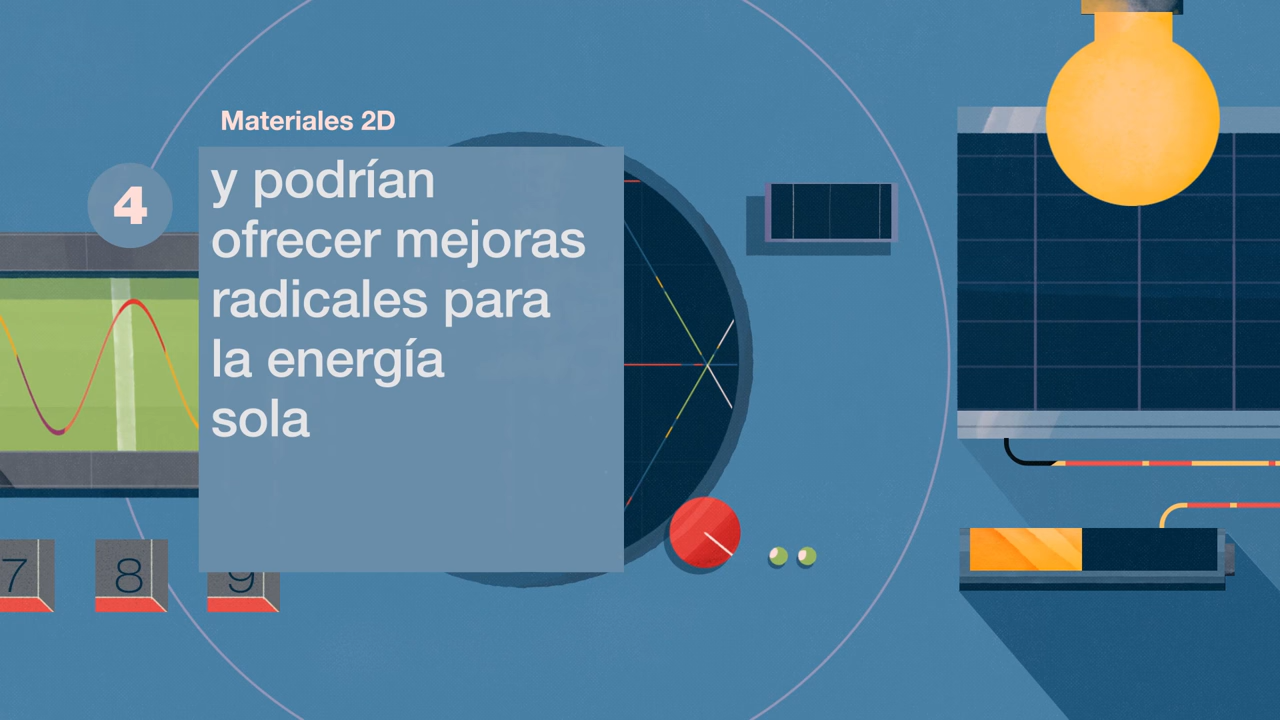 Materiales 2D
4
y podrían
ofrecer mejoras
radicales para
la energía
sola
7
8
9